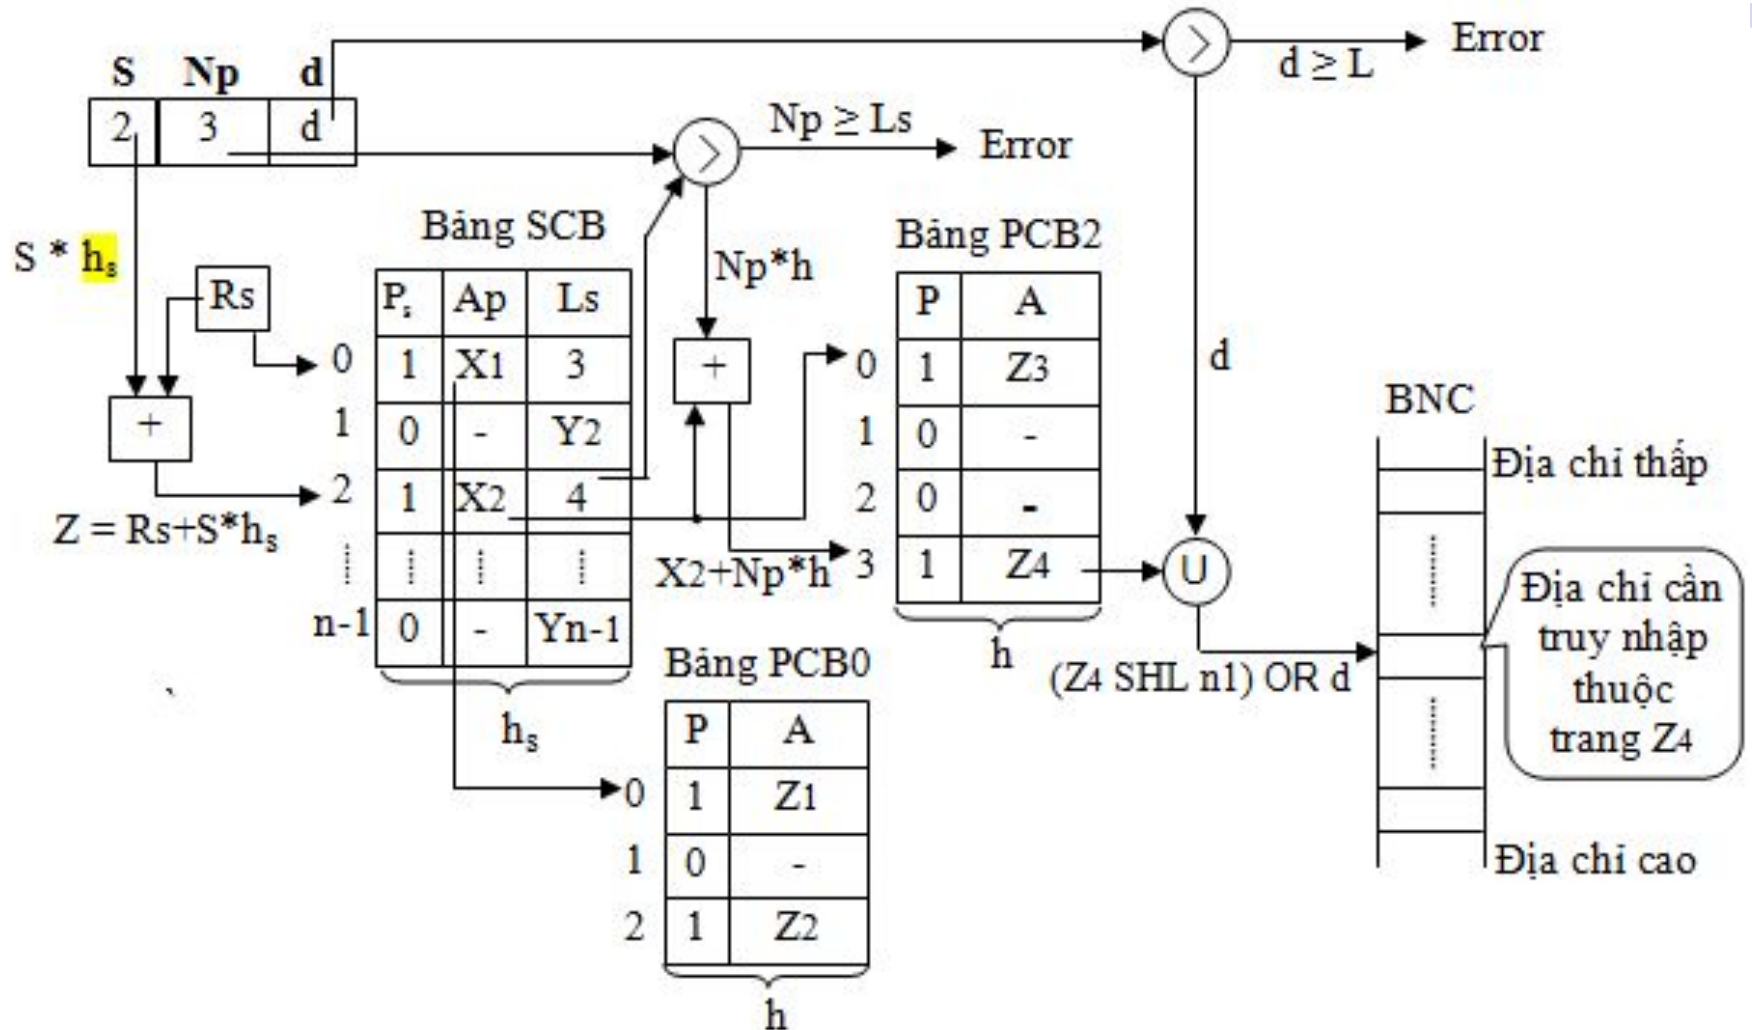 S Np d
2 3 d
> d ≥ L Error
> Np ≥ Ls Error
S * hₛ
Rs
+
Z = Rs+S*hₛ
Bảng SCB
Pₛ Ap Ls
0 1 X1 3
1 0 - Y2
2 1 X2 4
n-1 0 - Yn-1
hₛ
Np*h
+
X2+Np*h
Bảng PCB2
P A
0 1 Z3
1 0 -
2 0 -
3 1 Z4
h
d
U
(Z4 SHL n1) OR d
Bảng PCB0
P A
0 1 Z1
1 0 -
2 1 Z2
h
BNC
Địa chỉ thấp
Địa chỉ cần
truy nhập
thuộc
trang Z4
Địa chỉ cao